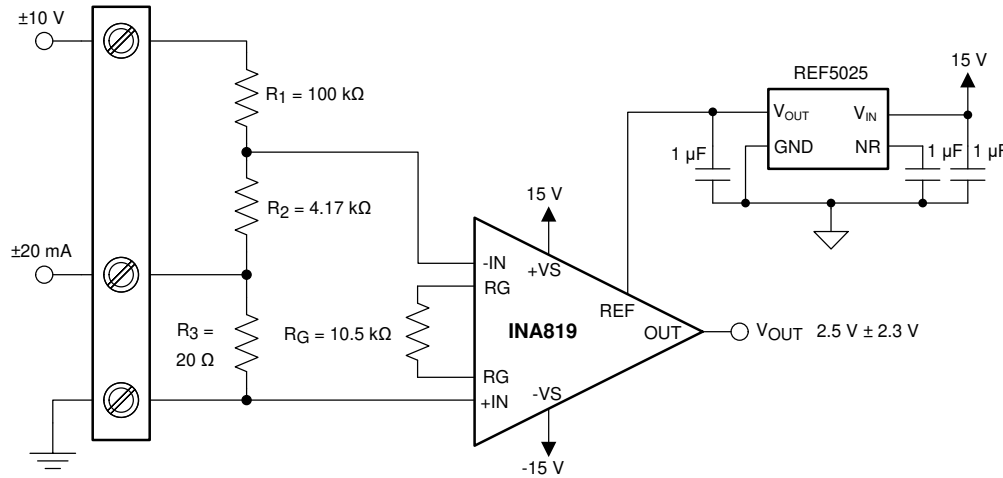 ±10 V
R1 = 100 kΩ
R2 = 4.17 kΩ
±20 mA
R3 =
20 Ω
RG = 10.5 kΩ
-IN
RG
RG
+IN
INA819
15 V
+VS
REF
OUT
-VS
-15 V
VOUT 2.5 V ± 2.3 V
REF5025
VOUT
VIN
GND
NR
15 V
1 µF
1 µF
1 µF